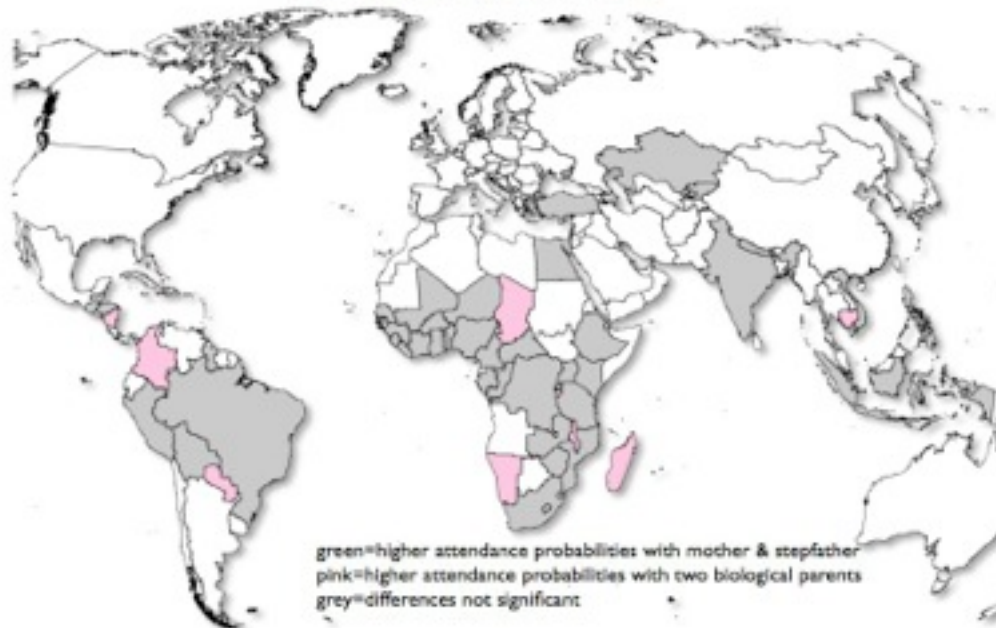 green=higher attendance probabilities with mother & stepfather
pink=higher attendance probabilities with two biological parents
grey=differences not significant